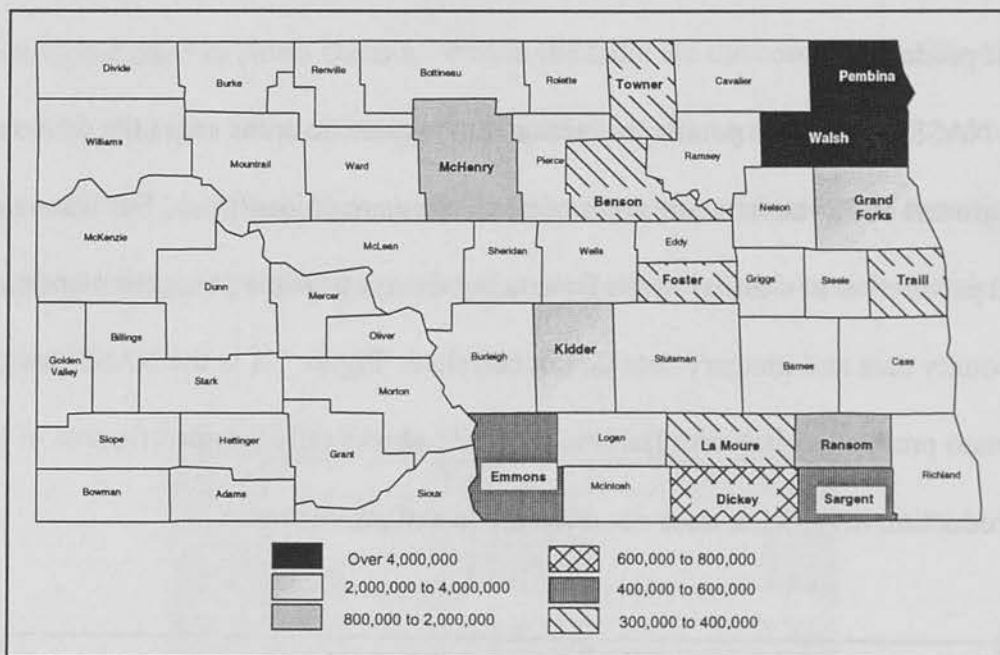 Divide
Burke
Renville
Bottineau
Rolette
Towner
Cavalier
Pembina
Williams
Mountrail
Ward
McHenry
Pierce
Benson
Ramsey
Walsh
McKenzie
McLean
Sheridan
Wells
Eddy
Nelson
Grand
Forks
Dunn
Mercer
Foster
Griggs
Steele
Traill
Golden
Valley
Billings
Stark
Oliver
Morton
Burleigh
Kidder
Stutsman
Barnes
Cass
Slope
Hettinger
Grant
Emmons
Logan
La Moure
Ransom
Richland
Bowman
Adams
Sioux
McIntosh
Dickey
Sargent
Over 4,000,000
2,000,000 to 4,000,000
800,000 to 2,000,000
600,000 to 800,000
400,000 to 600,000
300,000 to 400,000